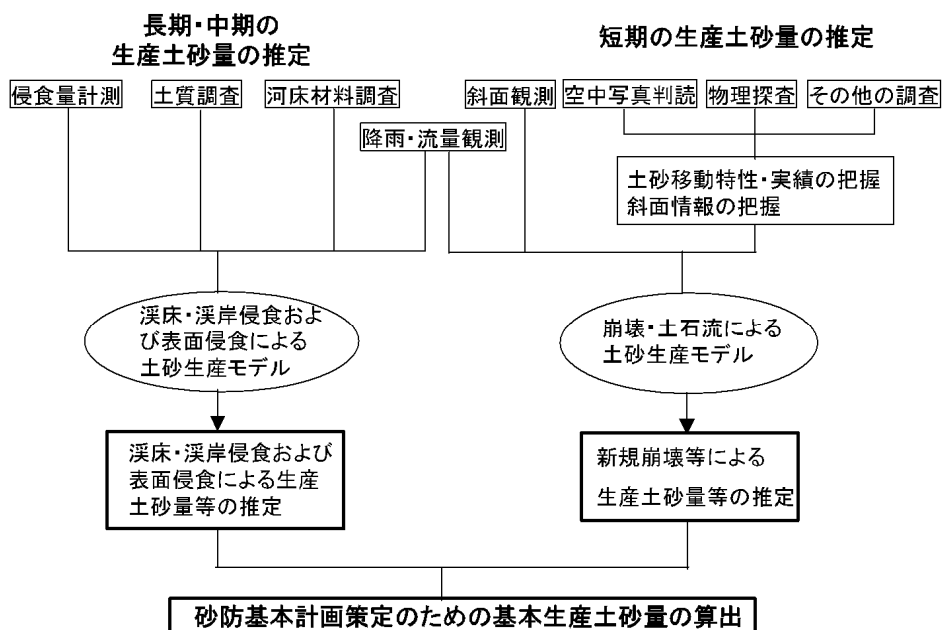 長期・中期の
生産土砂量の推定
短期の生産土砂量の推定
侵食量計測
土質調査
河床材料調査
斜面観測
空中写真判読
物理探査
その他の調査
降雨・流量観測
土砂移動特性・実績の把握
斜面情報の把握
渓床・渓岸侵食およ
び表面侵食による
土砂生産モデル
崩壊・土石流による
土砂生産モデル
渓床・渓岸侵食および
表面侵食による生産
土砂量等の推定
新規崩壊等による
生産土砂量等の推定
砂防基本計画策定のための基本生産土砂量の算出